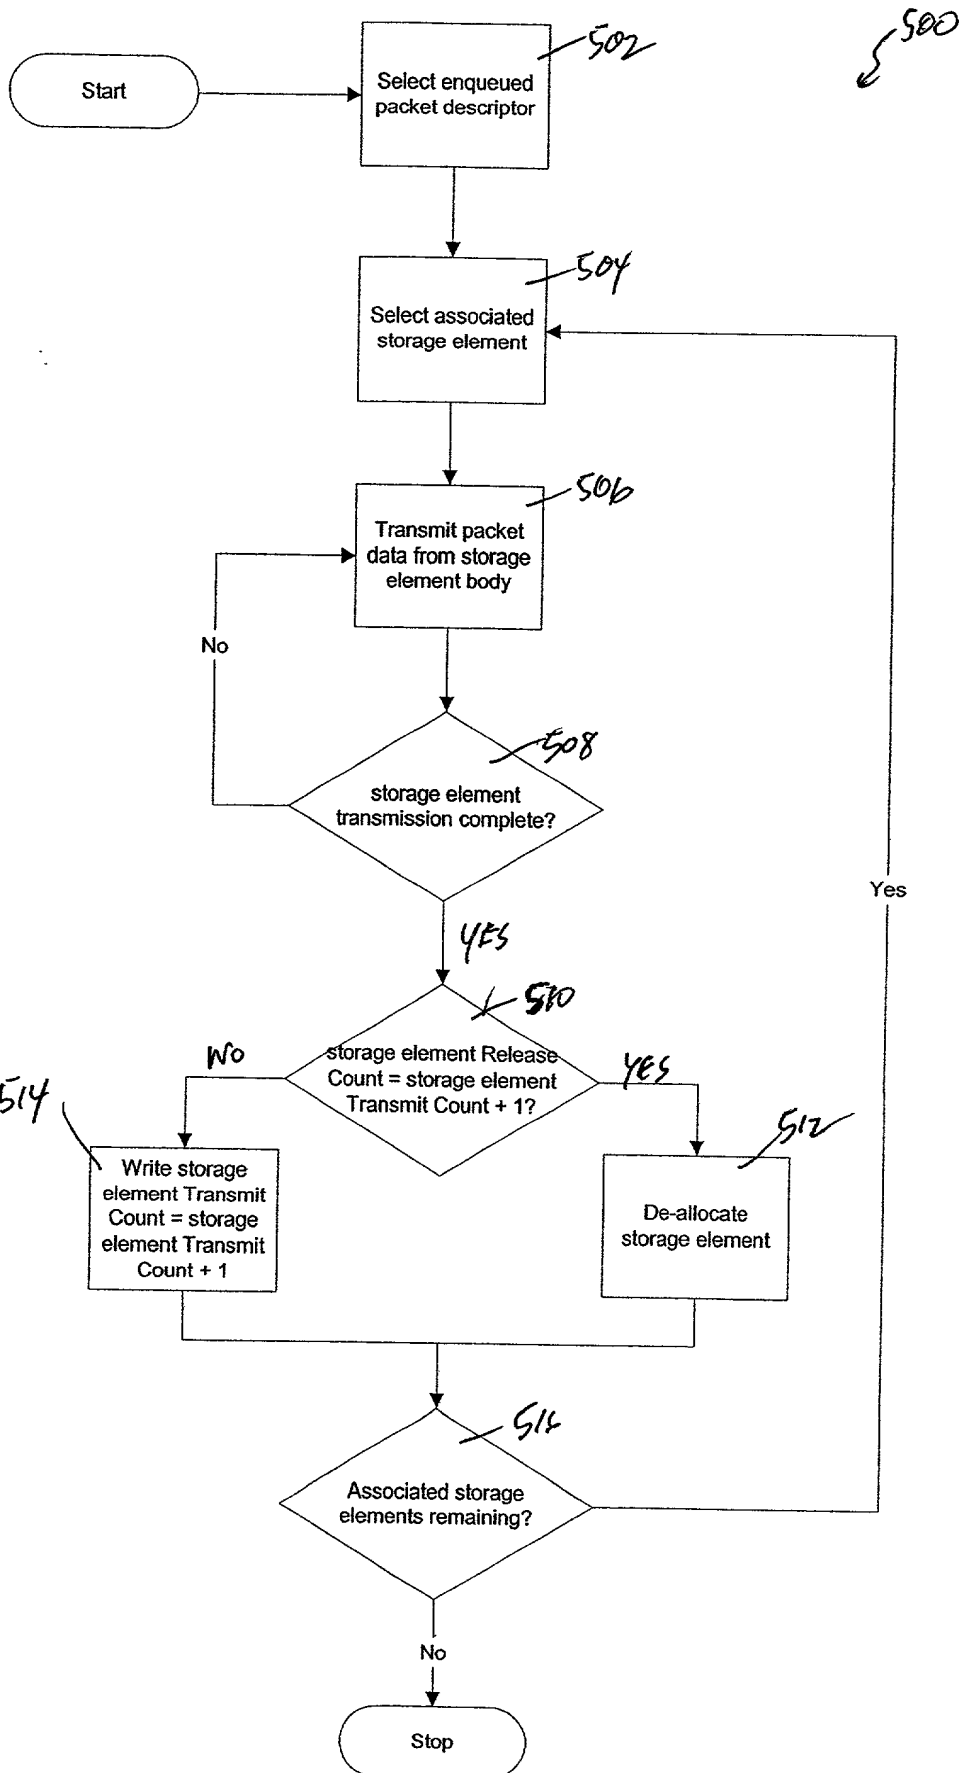 500
502
Start
Select enqueued
packet descriptor
504
Select associated
storage element
506
Transmit packet
data from storage
element body
No
508
storage element
transmission complete?
Yes
YES
510
storage element Release
Count = storage element
Transmit Count + 1?
NO
YES
514
512
Write storage
element Transmit
Count = storage
element Transmit
Count + 1
De-allocate
storage element
516
Associated storage
elements remaining?
No
Stop